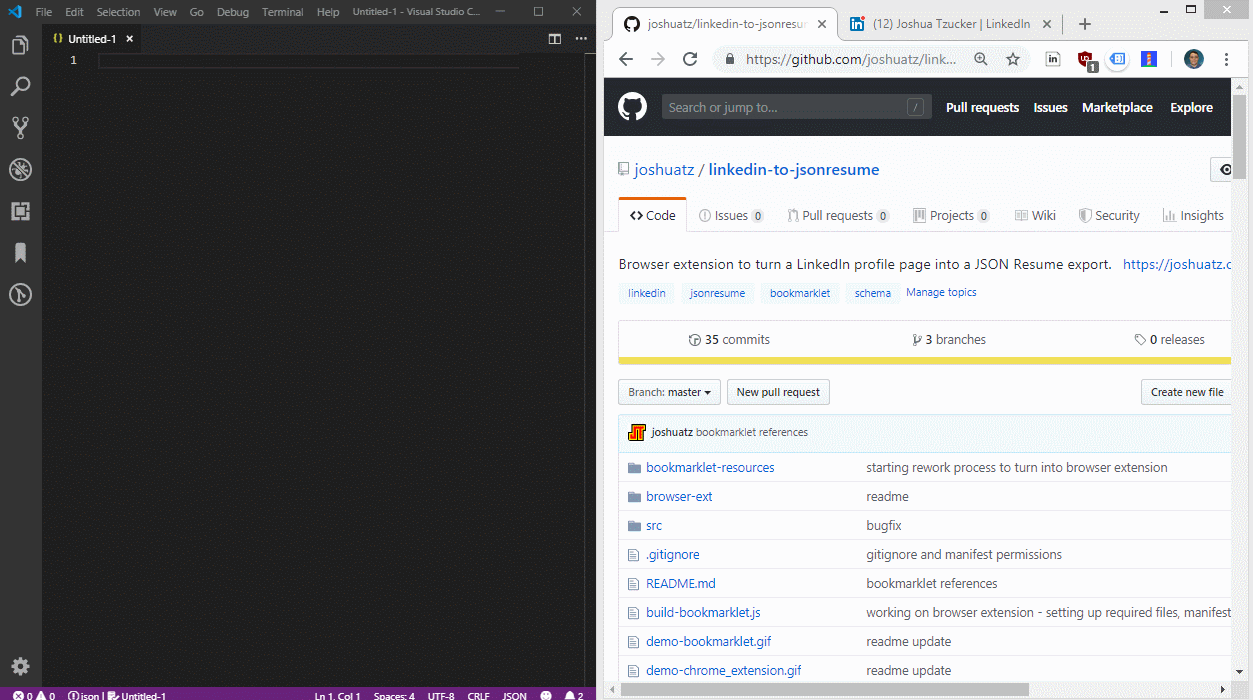 File Edit Selection View Go Debug Terminal Help Untitled-1 - Visual Studio C...
{} Untitled-1 ×
1
0 0 json Untitled-1 Ln 1, Col 1 Spaces: 4 UTF-8 CRLF JSON 2
joshuatz/linkedin-to-jsonresu
(12) Joshua Tzucker | LinkedIn
https://github.com/joshuatz/link...
in
1
Search or jump to... /
Pull requests Issues Marketplace Explore
joshuatz / linkedin-to-jsonresume
Code Issues 0 Pull requests 0 Projects 0 Wiki Security Insights
Browser extension to turn a LinkedIn profile page into a JSON Resume export. https://joshuatz.c
linkedin jsonresume bookmarklet schema Manage topics
35 commits 3 branches 0 releases
Branch: master New pull request Create new file
joshuatz bookmarklet references
bookmarklet-resources starting rework process to turn into browser extension
browser-ext readme
src bugfix
.gitignore gitignore and manifest permissions
README.md bookmarklet references
build-bookmarklet.js working on browser extension - setting up required files, manifest
demo-bookmarklet.gif readme update
demo-chrome_extension.gif readme update